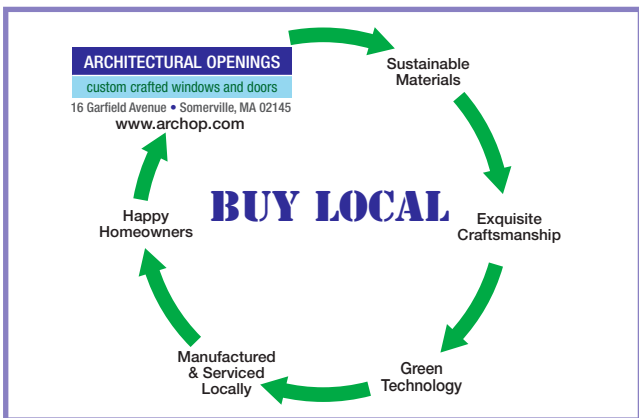 ARCHITECTURAL OPENINGS
custom crafted windows and doors
16 Garfield Avenue • Somerville, MA 02145
www.archop.com
Sustainable
Materials
BUY LOCAL
Exquisite
Craftsmanship
Green
Technology
Manufactured
& Serviced
Locally
Happy
Homeowners